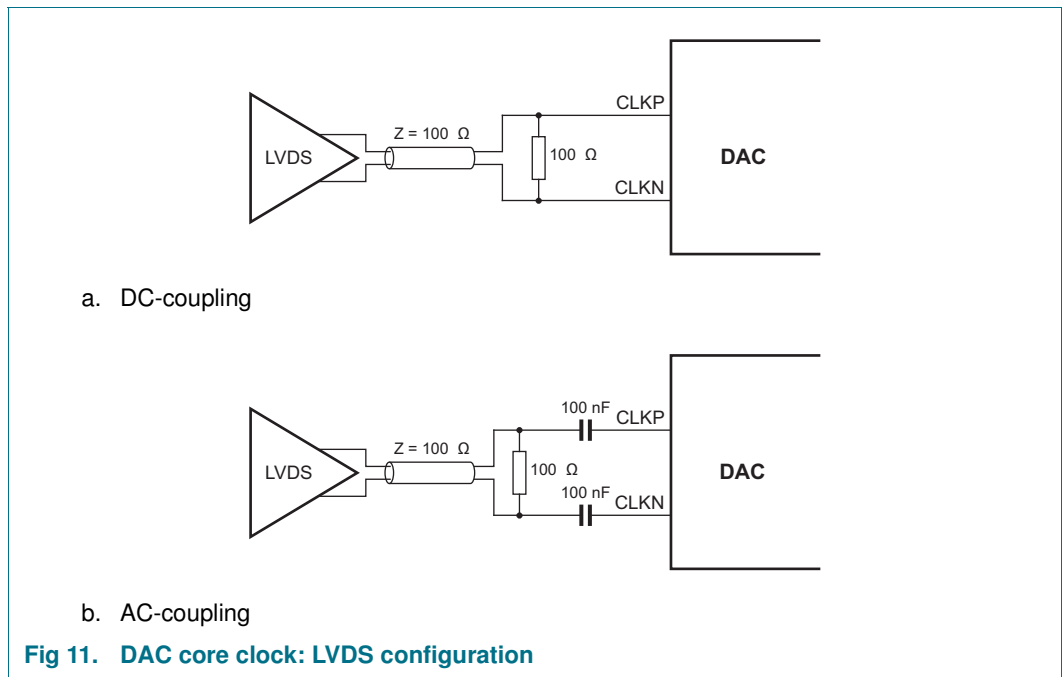 CLKP
Z = 100 Ω
LVDS
100 Ω
DAC
CLKN
a. DC-coupling
100 nF
CLKP
Z = 100 Ω
LVDS
100 Ω
DAC
100 nF
CLKN
b. AC-coupling
Fig 11. DAC core clock: LVDS configuration